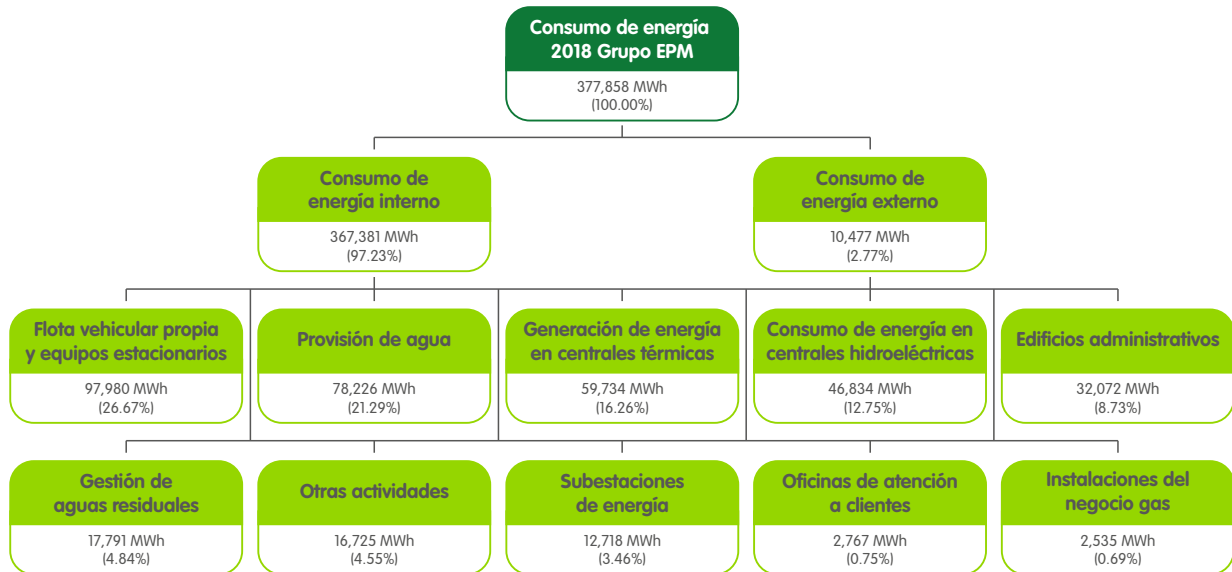 Consumo de energía
2018 Grupo EPM
377,858 MWh
(100.00%)
Consumo de
energía interno
367,381 MWh
(97.23%)
Consumo de
energía externo
10,477 MWh
(2.77%)
Flota vehicular propia
y equipos estacionarios
97,980 MWh
(26.67%)
Provisión de agua
78,226 MWh
(21.29%)
Generación de energía
en centrales térmicas
59,734 MWh
(16.26%)
Consumo de energía en
centrales hidroeléctricas
46,834 MWh
(12.75%)
Edificios administrativos
32,072 MWh
(8.73%)
Gestión de
aguas residuales
17,791 MWh
(4.84%)
Otras actividades
16,725 MWh
(4.55%)
Subestaciones
de energía
12,718 MWh
(3.46%)
Oficinas de atención
a clientes
2,767 MWh
(0.75%)
Instalaciones del
negocio gas
2,535 MWh
(0.69%)